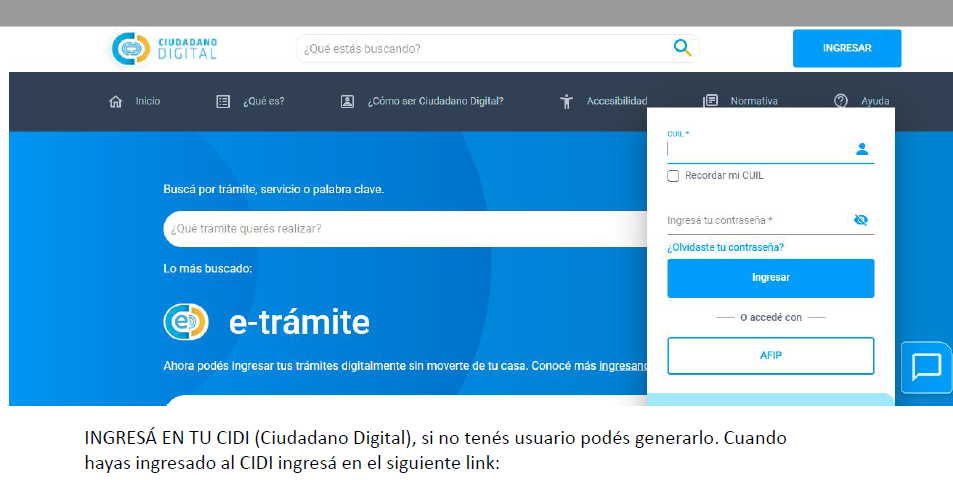 CIUDADANO
DIGITAL
¿Qué estás buscando?
INGRESAR
Inicio
¿Qué es?
¿Cómo ser Ciudadano Digital?
Accesibilidad
Normativa
Ayuda
Buscá por trámite, servicio o palabra clave.
¿Qué trámite querés realizar?
Lo más buscado:
e-trámite
Ahora podés ingresar tus trámites digitalmente sin moverte de tu casa. Conocé más ingresand
CUIL *
Recordar mi CUIL
Ingresá tu contraseña *
¿Olvidaste tu contraseña?
Ingresar
O accedé con
AFIP
INGRESÁ EN TU CIDI (Ciudadano Digital), si no tenés usuario podés generarlo. Cuando
hayas ingresado al CIDI ingresá en el siguiente link: